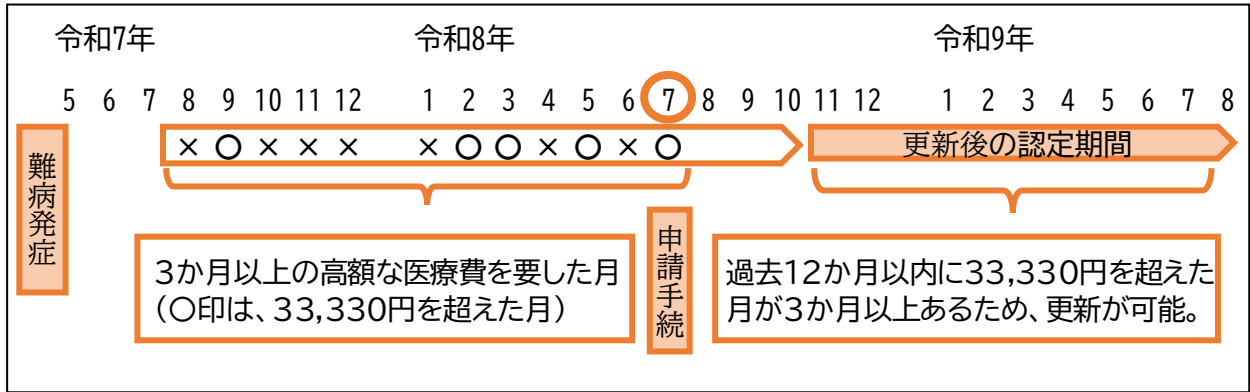 令和7年 令和8年 令和9年
5 6 7 8 9 10 11 12 1 2 3 4 5 6 7 8 9 10 11 12 1 2 3 4 5 6 7 8
× 〇 × × × × 〇 〇 × 〇 × 〇
更新後の認定期間
難病発症
申請手続
3か月以上の高額な医療費を要した月
(〇印は、33,330円を超えた月)
過去12か月以内に33,330円を超えた
月が3か月以上あるため、更新が可能。